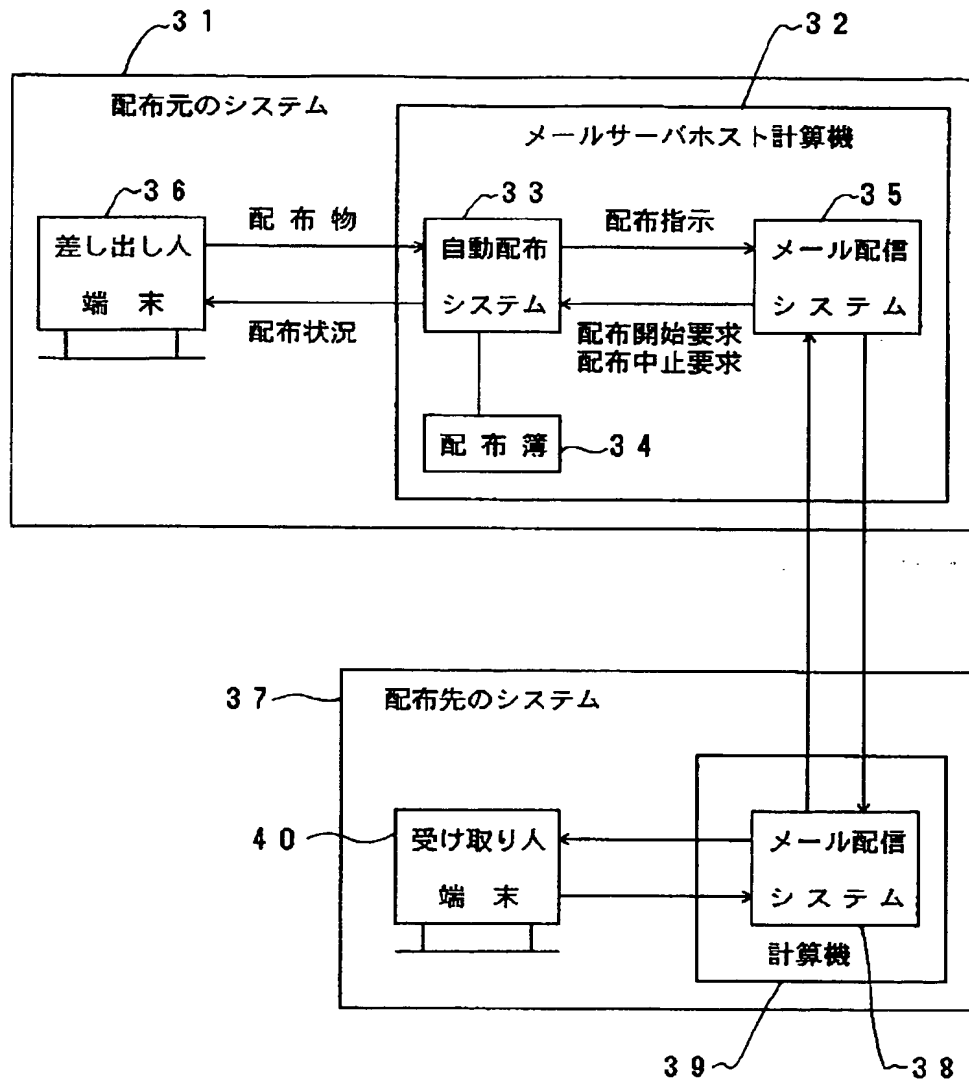 31
32
配布元のシステム
メールサーバホスト計算機
36
33
35
配布物
配布指示
差し出し人
端末
自動配布
システム
メール配信
システム
配布状況
配布開始要求
配布中止要求
配布簿
34
37
配布先のシステム
40
受け取り人
端末
メール配信
システム
計算機
39
38